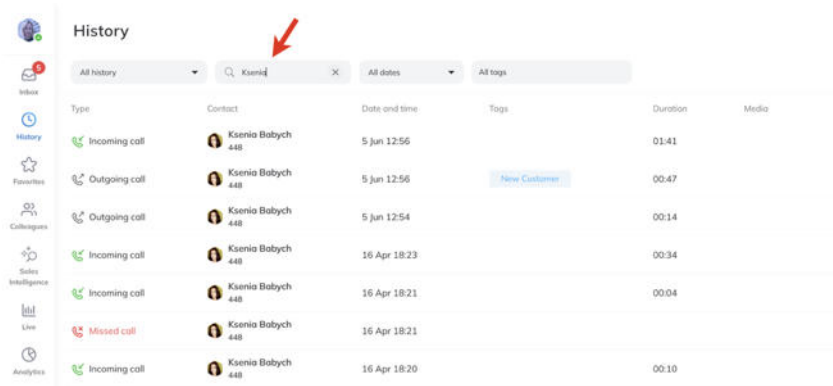 History
5
Inbox
History
Favorites
Colleagues
Sales
Intelligence
Live
Analytics
All history
Ksenia
All dates
All tags
Type Contact Date and time Tags Duration Media
Incoming call Ksenia Babych 448 5 Jun 12:56 01:41
Outgoing call Ksenia Babych 448 5 Jun 12:56 New Customer 00:47
Outgoing call Ksenia Babych 448 5 Jun 12:54 00:14
Incoming call Ksenia Babych 448 16 Apr 18:23 00:34
Incoming call Ksenia Babych 448 16 Apr 18:21 00:04
Missed call Ksenia Babych 448 16 Apr 18:21
Incoming call Ksenia Babych 448 16 Apr 18:20 00:10